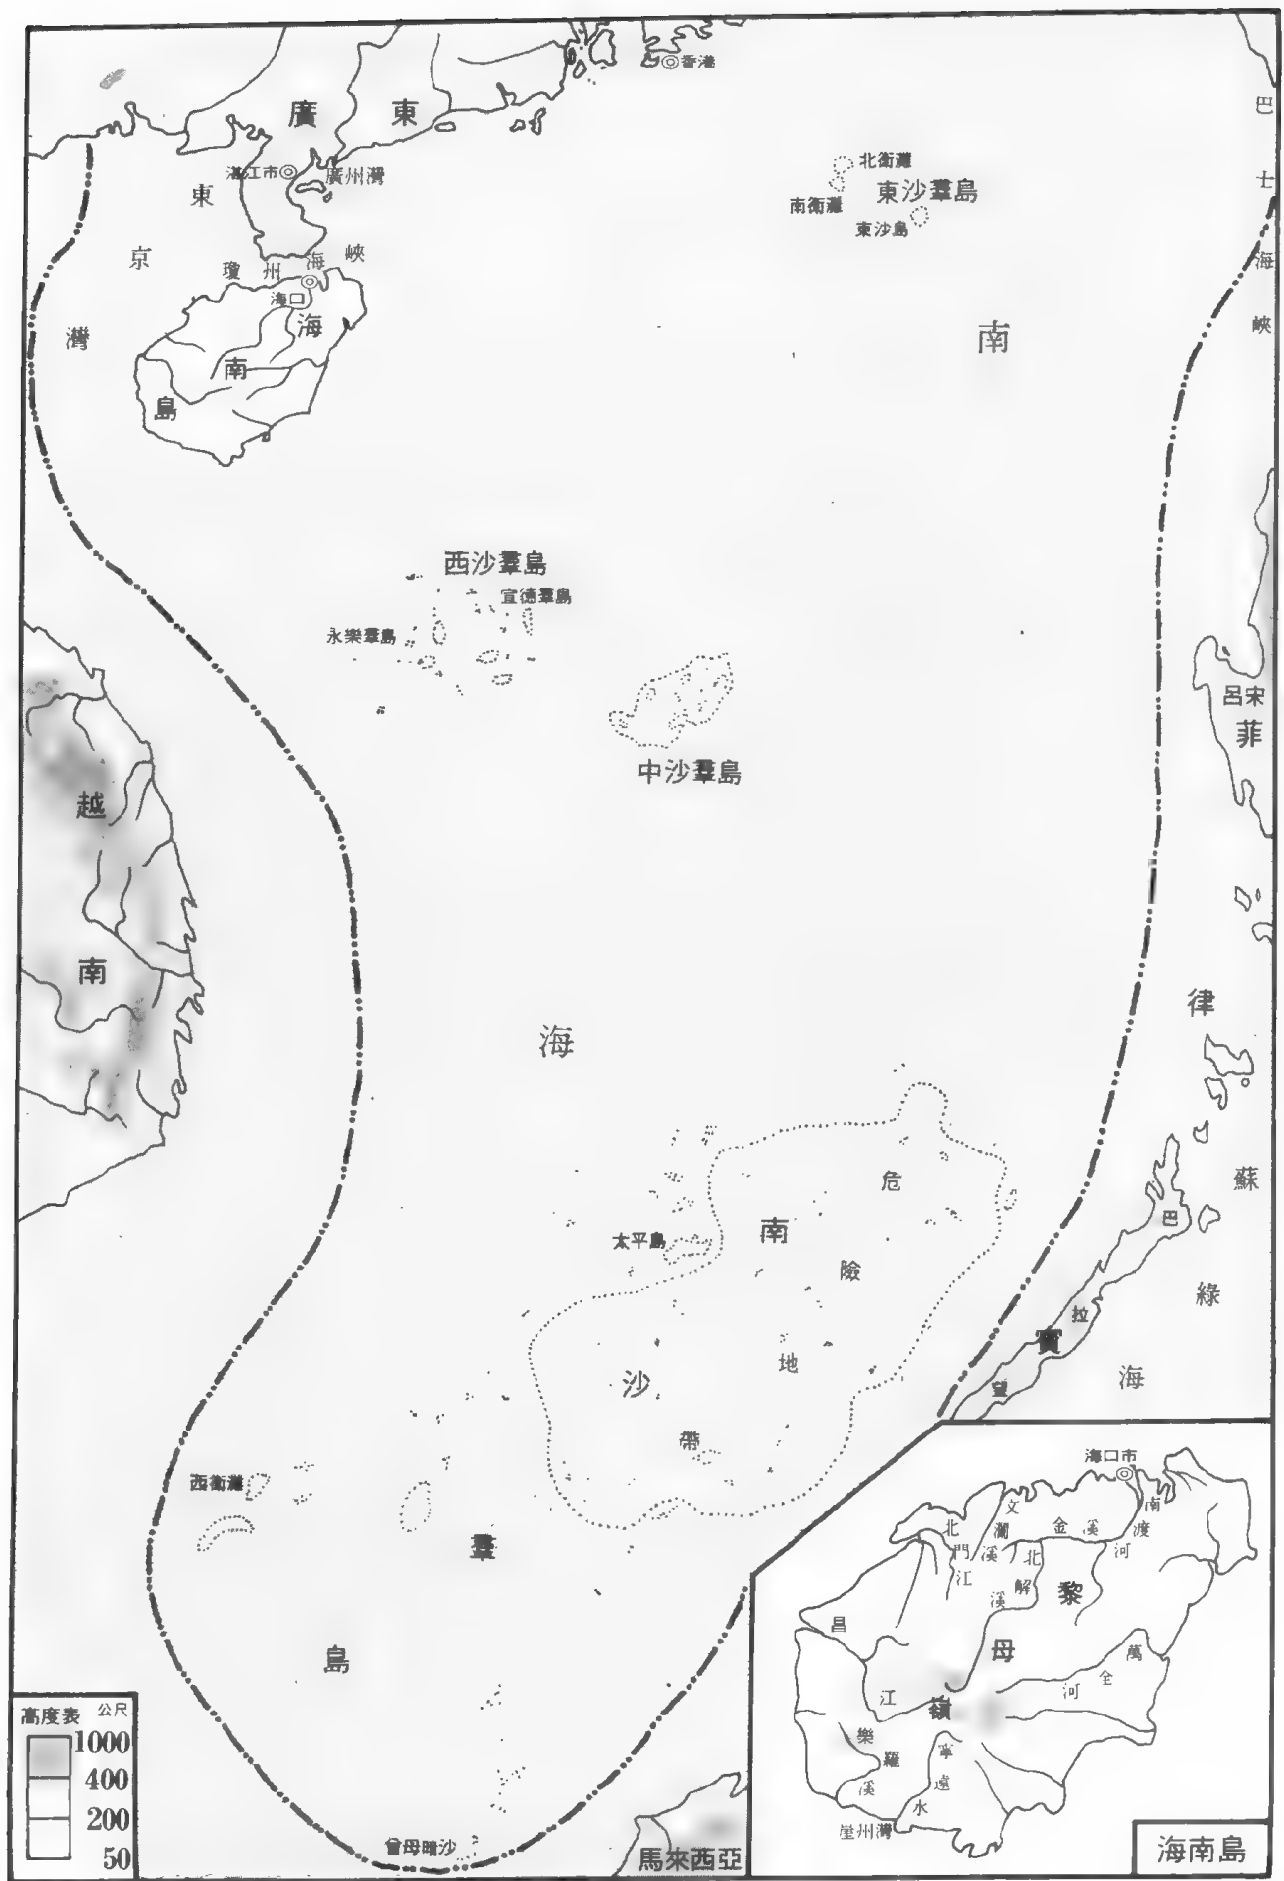 香港
廣東
湛江市
廣州灣
東京灣
瓊州海峽
海口
海南島
巴士海峽
北衛灘
南衛灘
東沙羣島
東沙島
南海
西沙羣島
宣德羣島
永樂羣島
中沙羣島
呂宋
菲律賓
越南
蘇綠海
巴拉望
太平島
危險地帶
南沙羣島
西衛灘
曾母暗沙
馬來西亞
高度表
公尺
1000
400
200
50
海口市
南渡河
文瀾溪
金溪
北門江
北解溪
黎母嶺
昌江
萬全河
樂羅溪
寧遠水
崖州灣
海南島